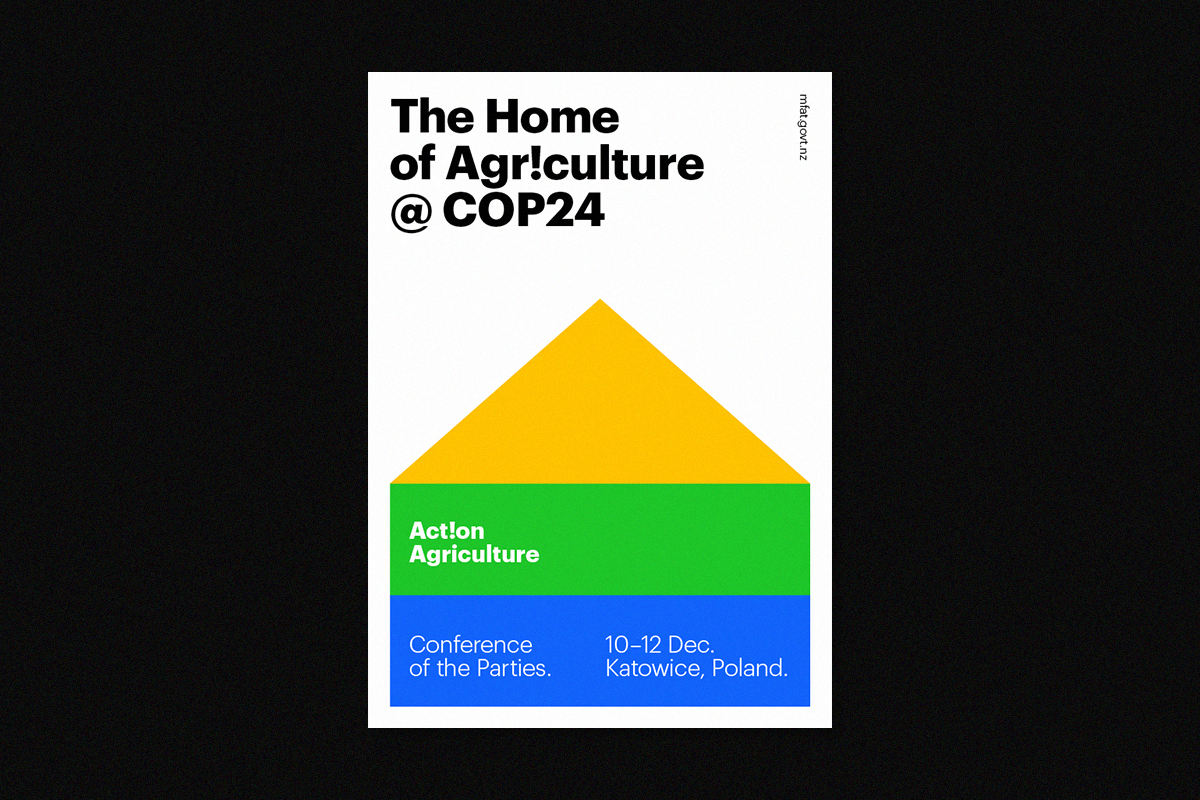 The Home
of Agr!culture
@ COP24
mfat.govt.nz
Act!on
Agriculture
Conference
of the Parties.
10–12 Dec.
Katowice, Poland.